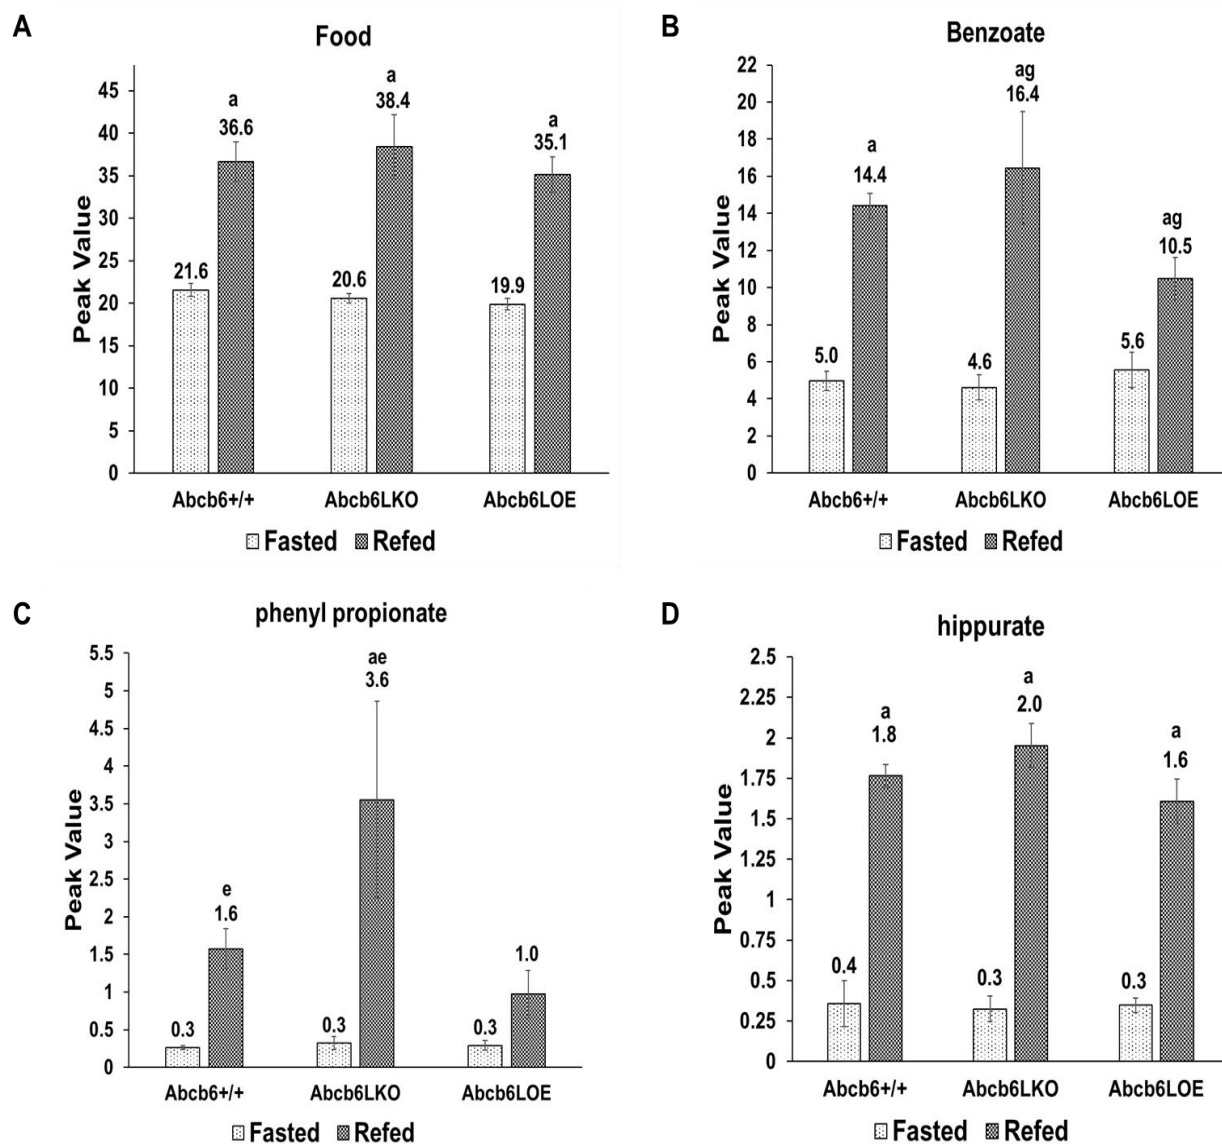 A
Food
Peak Value
45
40
35
30
25
20
15
10
5
0
21.6
a
36.6
20.6
a
38.4
19.9
a
35.1
Abcb6+/+ Abcb6LKO Abcb6LOE
Fasted Refed
B
Benzoate
Peak Value
22
20
18
16
14
12
10
8
6
4
2
0
5.0
a
14.4
4.6
ag
16.4
5.6
ag
10.5
Abcb6+/+ Abcb6LKO Abcb6LOE
Fasted Refed
C
phenyl propionate
Peak Value
5.5
5
4.5
4
3.5
3
2.5
2
1.5
1
0.5
0
0.3
e
1.6
0.3
ae
3.6
0.3
1.0
Abcb6+/+ Abcb6LKO Abcb6LOE
Fasted Refed
D
hippurate
Peak Value
2.5
2.25
2
1.75
1.5
1.25
1
0.75
0.5
0.25
0
0.4
a
1.8
0.3
a
2.0
0.3
a
1.6
Abcb6+/+ Abcb6LKO Abcb6LOE
Fasted Refed